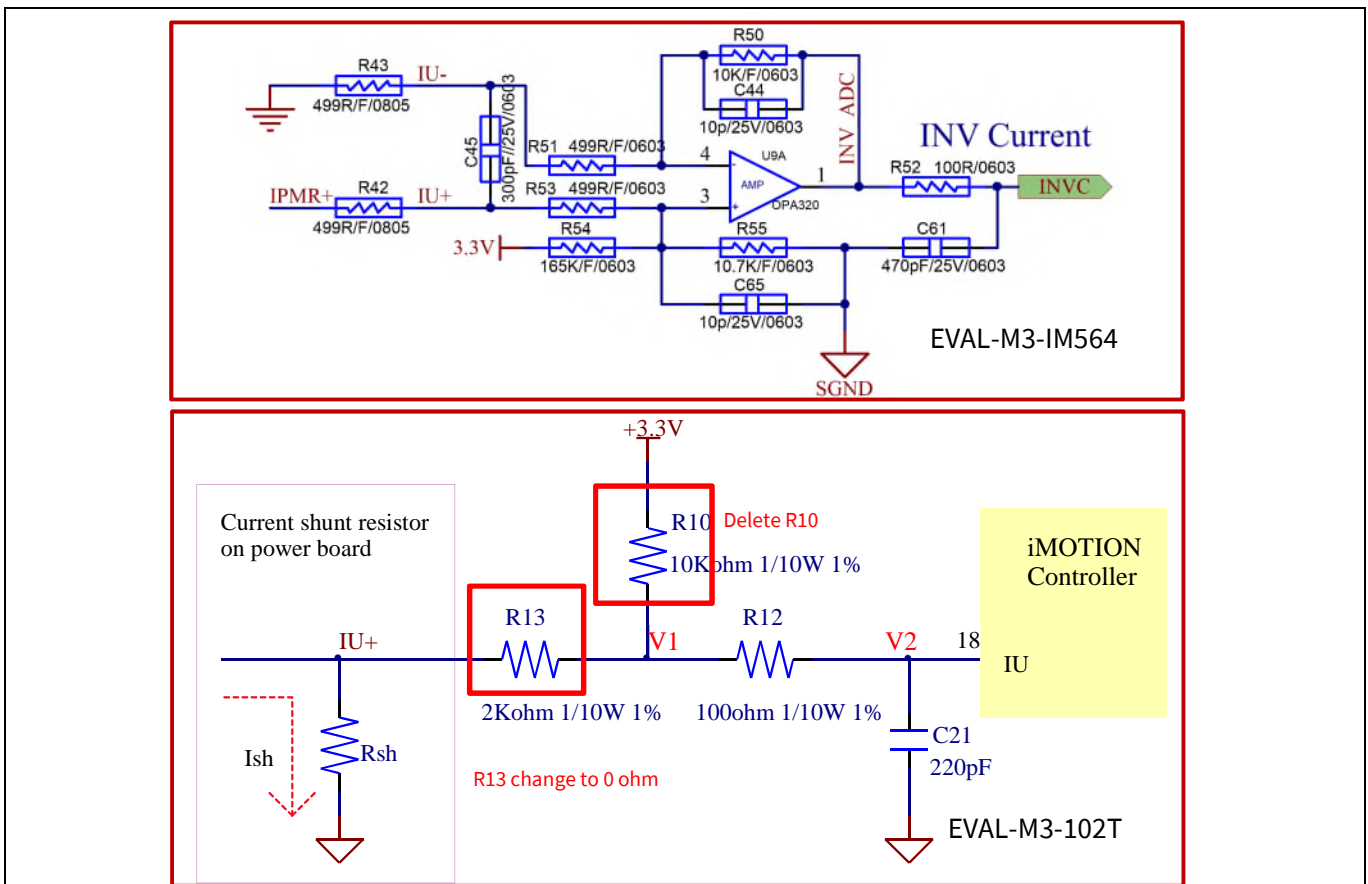 R50
10K/F/0603
C44
10p/25V/0603
R43
499R/F/0805
IU-
C45
300pF//25V/0603
R51 499R/F/0603
R53 499R/F/0603
IPMR+
R42
499R/F/0805
IU+
4
3
U9A
AMP
OPA320
1
INV ADC
INV Current
R52 100R/0603
INVC
3.3V
R54
165K/F/0603
R55
10.7K/F/0603
C65
10p/25V/0603
C61
470pF/25V/0603
SGND
EVAL-M3-IM564
+3.3V
Current shunt resistor
on power board
R10
Delete R10
10Kohm 1/10W 1%
iMOTION
Controller
IU+
R13
2Kohm 1/10W 1%
V1
R12
100ohm 1/10W 1%
V2
18
IU
Ish
Rsh
R13 change to 0 ohm
C21
220pF
EVAL-M3-102T